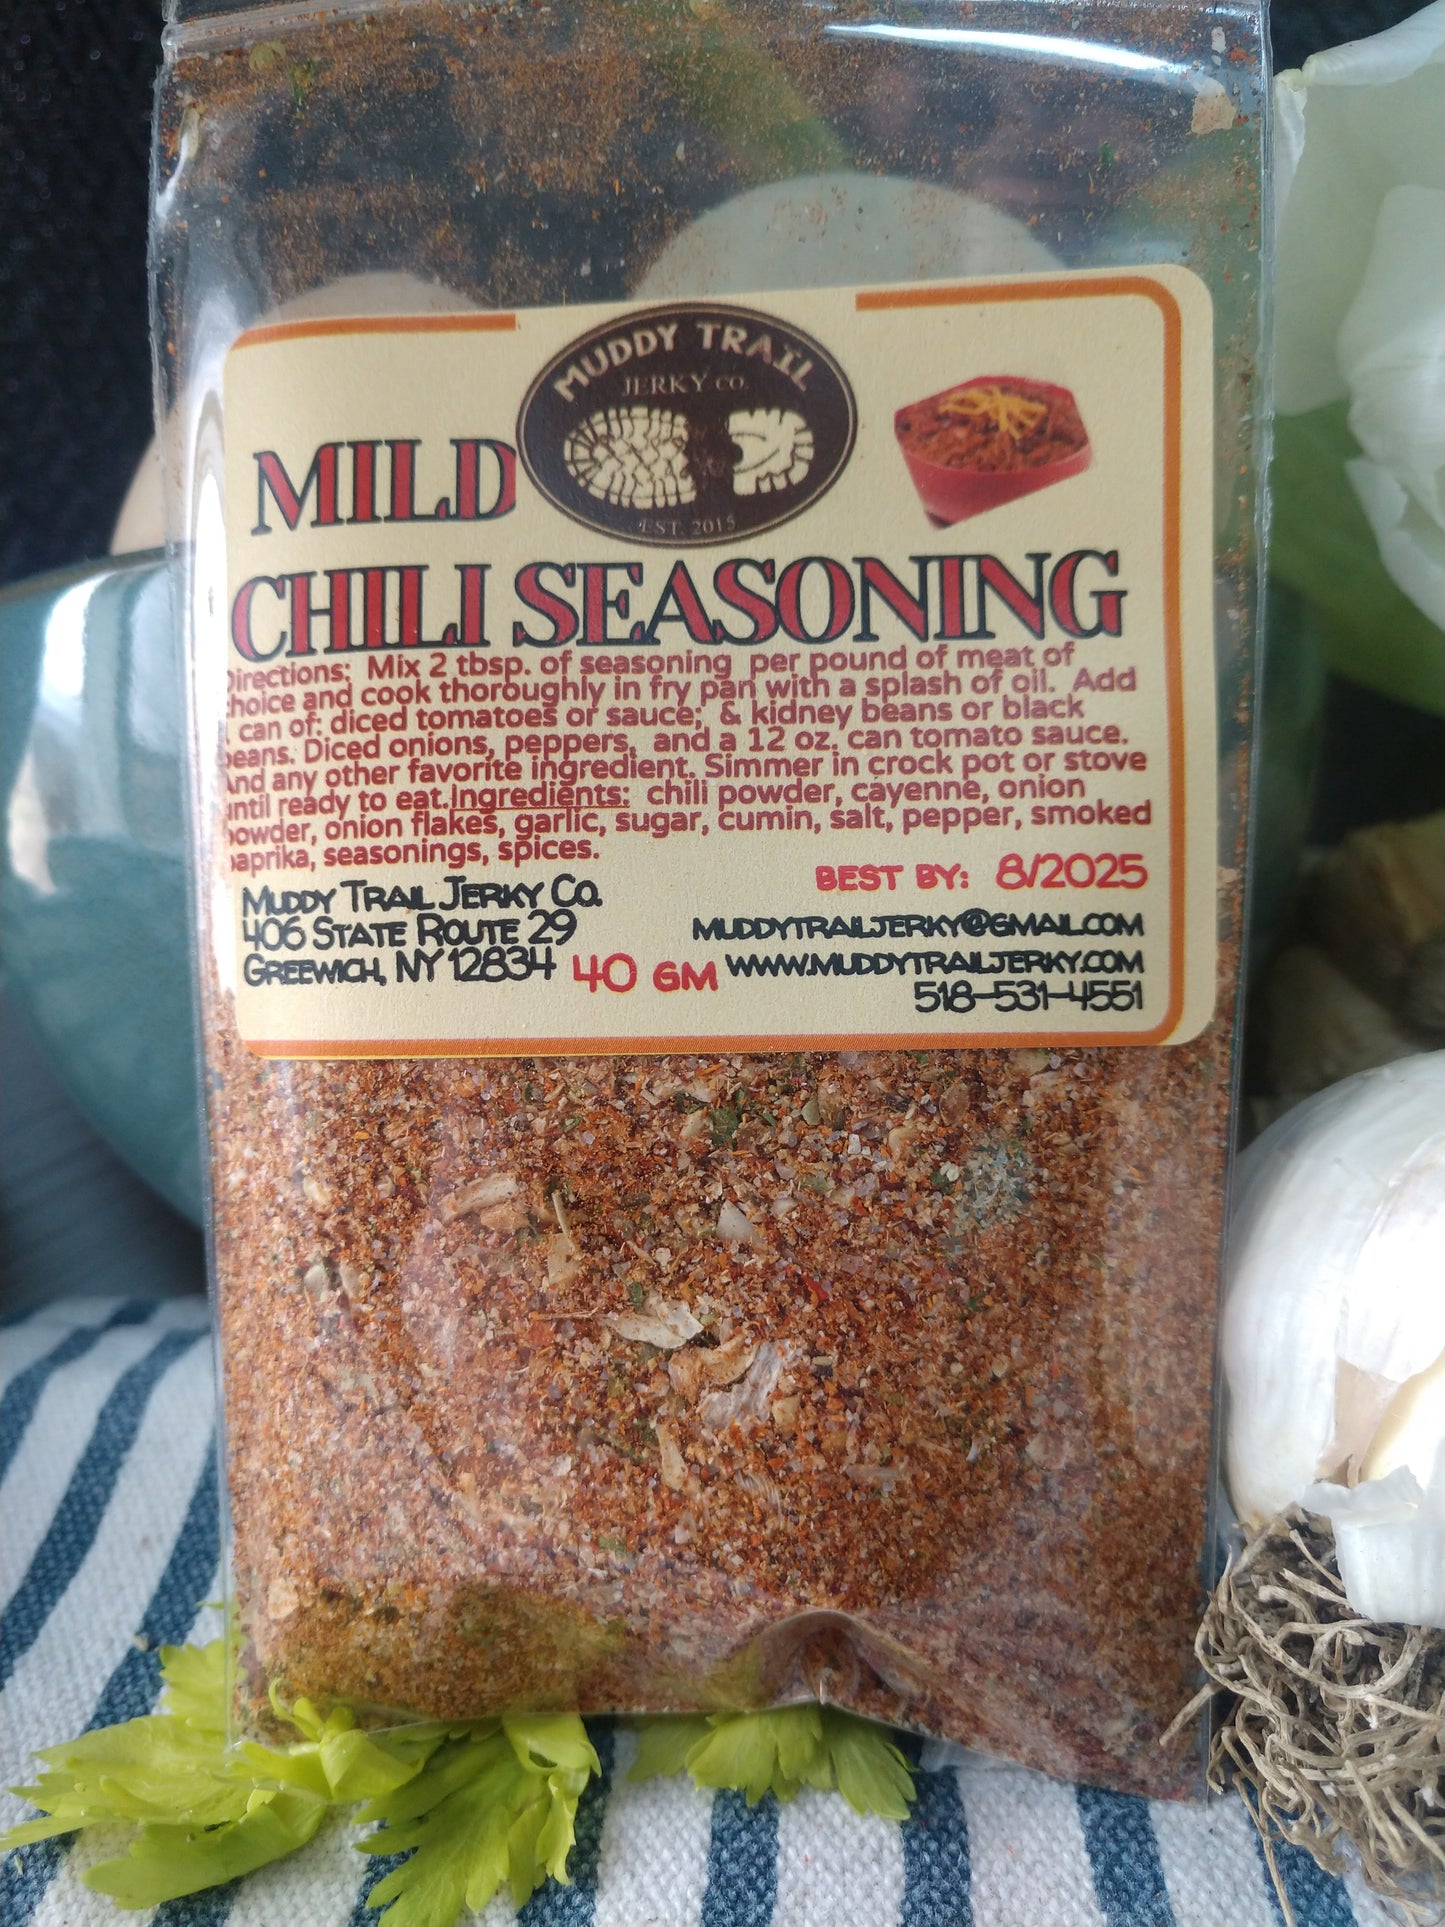 MUDDY TRAIL
JERKY CO.
EST. 2015
MILD
CHILI SEASONING
Directions: Mix 2 tbsp. of seasoning per pound of meat of
choice and cook thoroughly in fry pan with a splash of oil. Add
can of: diced tomatoes or sauce; & kidney beans or black
beans. Diced onions, peppers, and a 12 oz. can tomato sauce.
And any other favorite ingredient. Simmer in crock pot or stove
until ready to eat.Ingredients: chili powder, cayenne, onion
powder, onion flakes, garlic, sugar, cumin, salt, pepper, smoked
paprika, seasonings, spices.
BEST BY: 8/2025
MUDDY TRAIL JERKY CO.
406 STATE ROUTE 29
GREEWICH, NY 12834
40 GM
MUDDYTRAILJERKY@GMAIL.COM
WWW.MUDDYTRAILJERKY.COM
518-531-4551